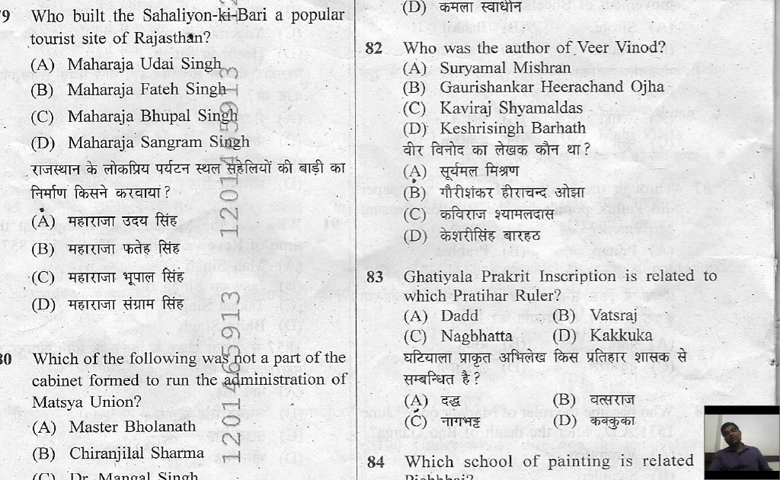 79 Who built the Sahaliyon-ki-Bari a popular
tourist site of Rajasthan?
(A) Maharaja Udai Singh
(B) Maharaja Fateh Singh
(C) Maharaja Bhupal Singh
(D) Maharaja Sangram Singh
राजस्थान के लोकप्रिय पर्यटन स्थल सहेलियों की बाड़ी का
निर्माण किसने करवाया?
(A) महाराजा उदय सिंह
(B) महाराजा फतेह सिंह
(C) महाराजा भूपाल सिंह
(D) महाराजा संग्राम सिंह
80 Which of the following was not a part of the
cabinet formed to run the administration of
Matsya Union?
(A) Master Bholanath
(B) Chiranjilal Sharma
(C) Dr. Mangal Singh
1201465913
1201465913
(D) कमला स्वाधीन
82 Who was the author of Veer Vinod?
(A) Suryamal Mishran
(B) Gaurishankar Heerachand Ojha
(C) Kaviraj Shyamaldas
(D) Keshrisingh Barhath
वीर विनोद का लेखक कौन था?
(A) सूर्यमल मिश्रण
(B) गौरीशंकर हीराचन्द ओझा
(C) कविराज श्यामलदास
(D) केशरीसिंह बारहठ
83 Ghatiyala Prakrit Inscription is related to
which Pratihar Ruler?
(A) Dadd (B) Vatsraj
(C) Nagbhatta (D) Kakkuka
घटियाला प्राकृत अभिलेख किस प्रतिहार शासक से
सम्बन्धित है?
(A) दद्ध (B) वत्सराज
(C) नागभट्ट (D) कक्कुका
84 Which school of painting is related